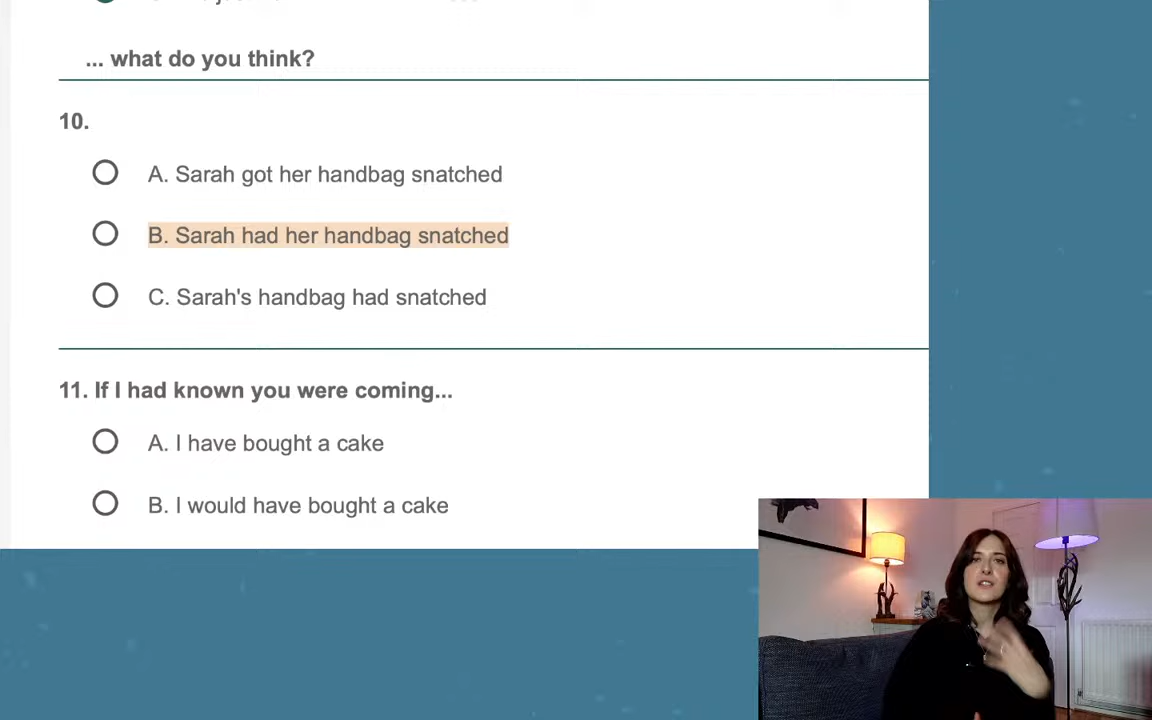 ... what do you think?
10.
A. Sarah got her handbag snatched
B. Sarah had her handbag snatched
C. Sarah's handbag had snatched
11. If I had known you were coming...
A. I have bought a cake
B. I would have bought a cake